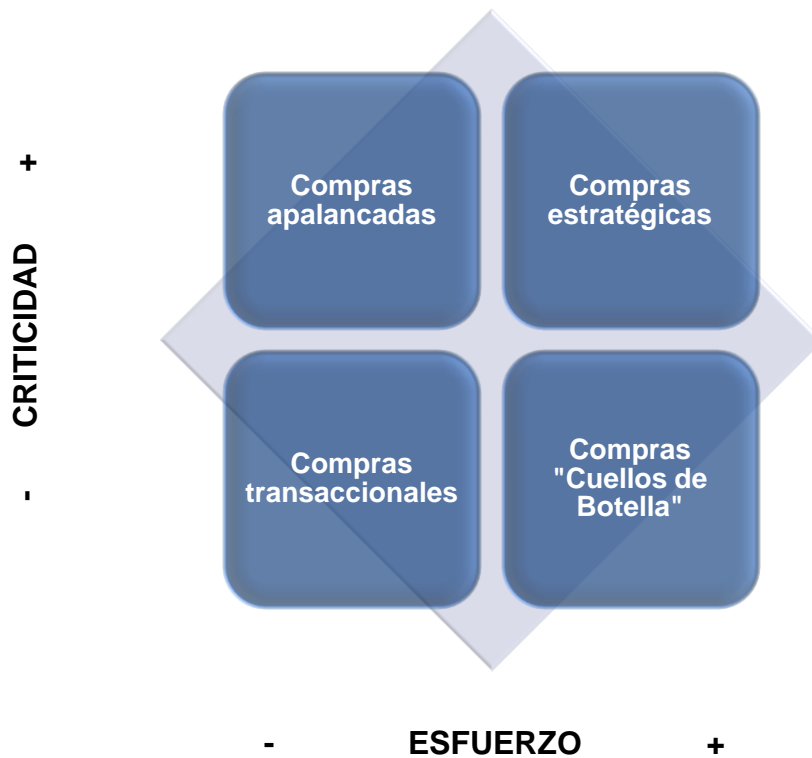 +
CRITICIDAD
-
Compras
apalancadas
Compras
estratégicas
Compras
transaccionales
Compras
"Cuellos de
Botella"
-
ESFUERZO
+